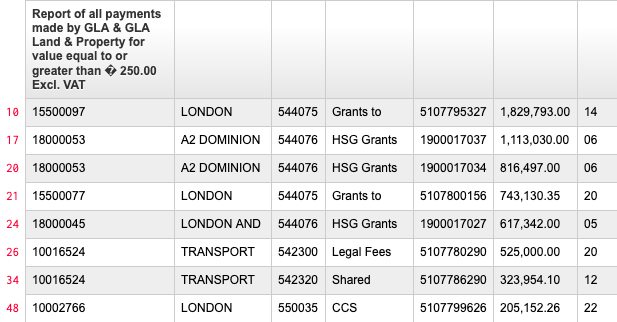 Report of all payments
made by GLA & GLA
Land & Property for
value equal to or
greater than � 250.00
Excl. VAT
10 15500097 LONDON 544075 Grants to 5107795327 1,829,793.00 14
17 18000053 A2 DOMINION 544076 HSG Grants 1900017037 1,113,030.00 06
20 18000053 A2 DOMINION 544076 HSG Grants 1900017034 816,497.00 06
21 15500077 LONDON 544075 Grants to 5107800156 743,130.35 20
24 18000045 LONDON AND 544076 HSG Grants 1900017027 617,342.00 05
26 10016524 TRANSPORT 542300 Legal Fees 5107780290 525,000.00 20
34 10016524 TRANSPORT 542320 Shared 5107786290 323,954.10 12
48 10002766 LONDON 550035 CCS 5107799626 205,152.26 22